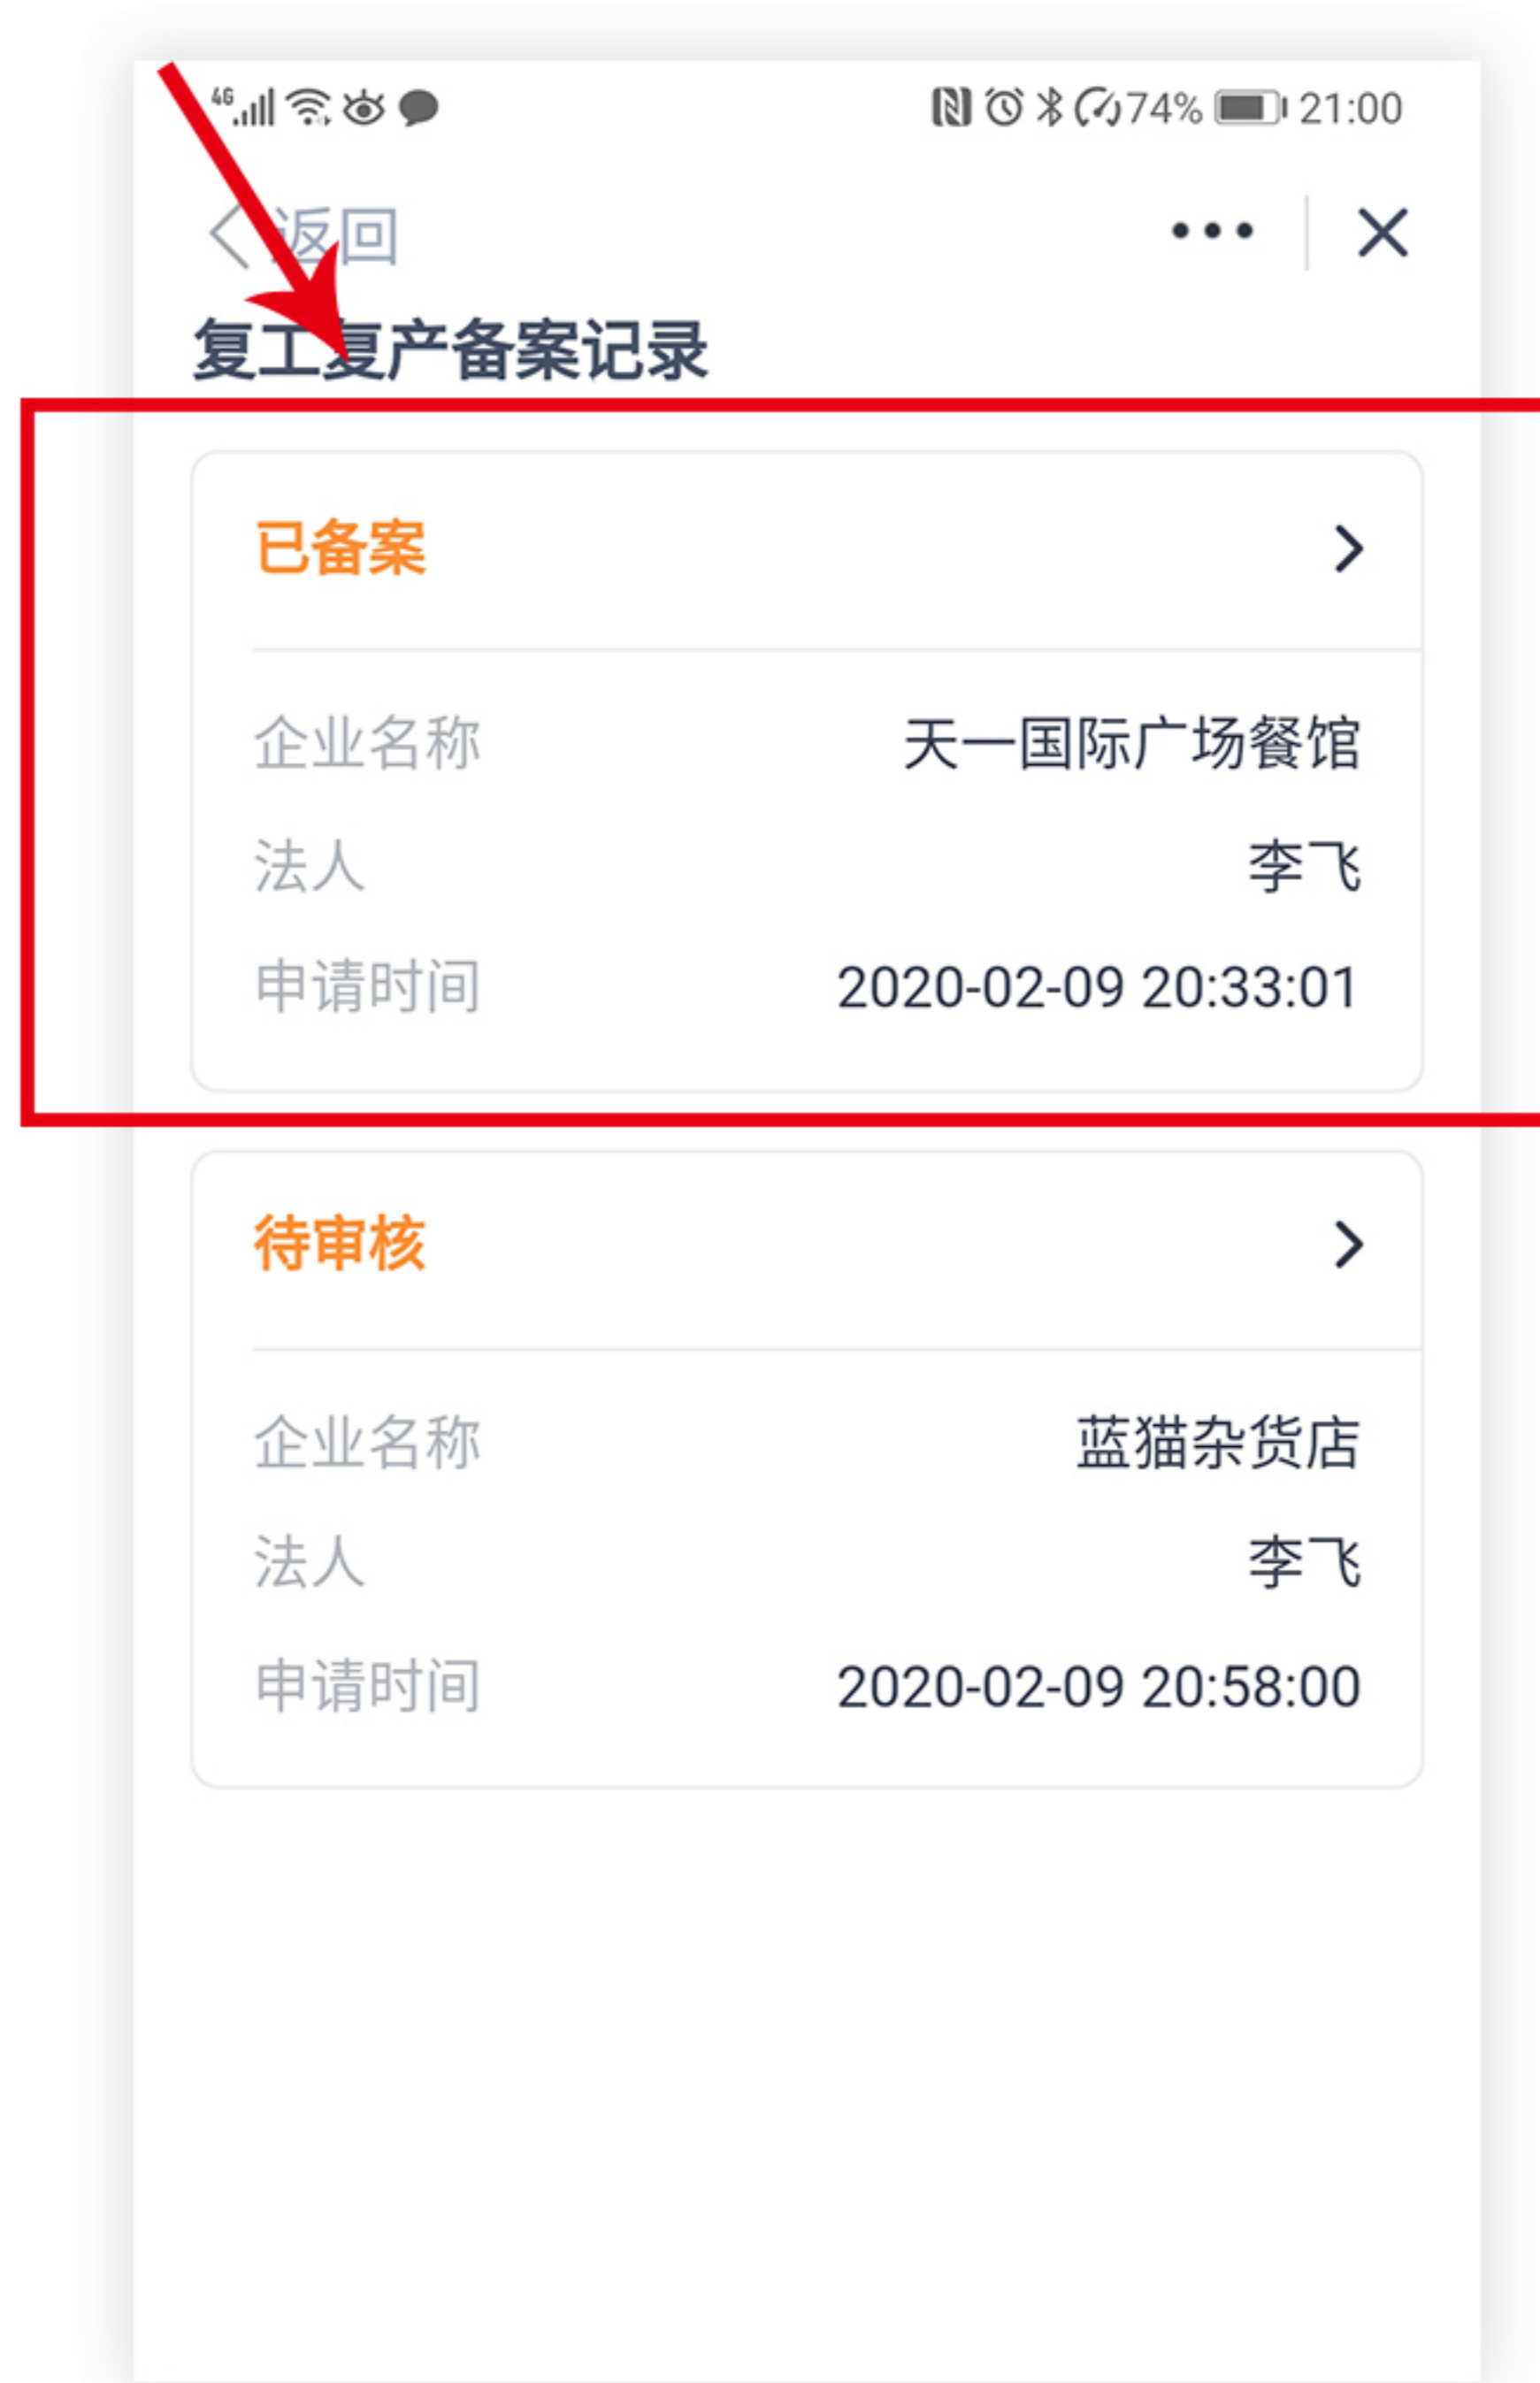 4G 74% 21:00
返回
复工复产备案记录
已备案
企业名称 天一国际广场餐馆
法人 李飞
申请时间 2020-02-09 20:33:01
待审核
企业名称 蓝猫杂货店
法人 李飞
申请时间 2020-02-09 20:58:00